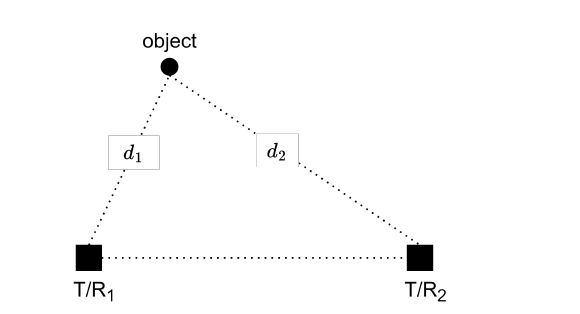 object
d₁
d₂
T/R₁
T/R₂